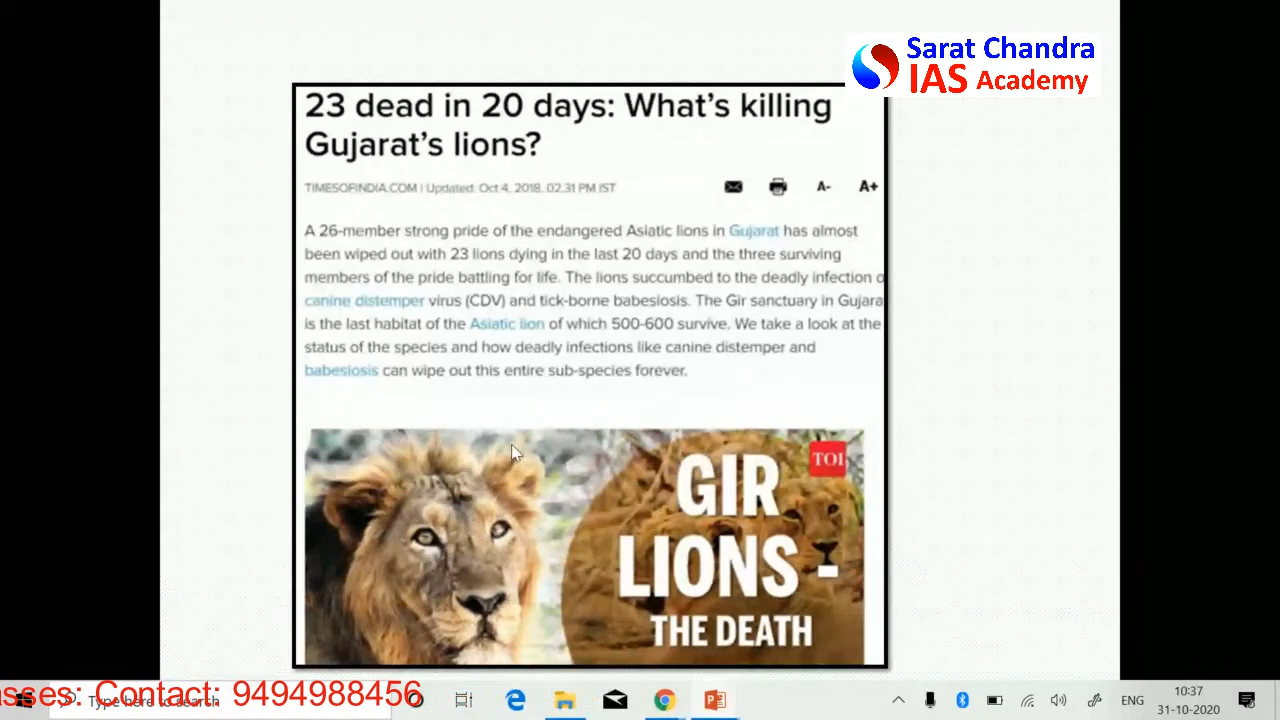 Sarat Chandra
IAS Academy
23 dead in 20 days: What's killing
Gujarat's lions?
TIMESOFINDIA.COM | Updated: Oct 4, 2018, 02.31 PM IST
A- A+
A 26-member strong pride of the endangered Asiatic lions in Gujarat has almost
been wiped out with 23 lions dying in the last 20 days and the three surviving
members of the pride battling for life. The lions succumbed to the deadly infection
canine distemper virus (CDV) and tick-borne babesiosis. The Gir sanctuary in Gujara
is the last habitat of the Asiatic lion of which 500-600 survive. We take a look at the
status of the species and how deadly infections like canine distemper and
babesiosis can wipe out this entire sub-species forever.
TOI
GIR
LIONS -
THE DEATH
asses: Contact: 9494988456
Type here to search
ENG
10:37
31-10-2020